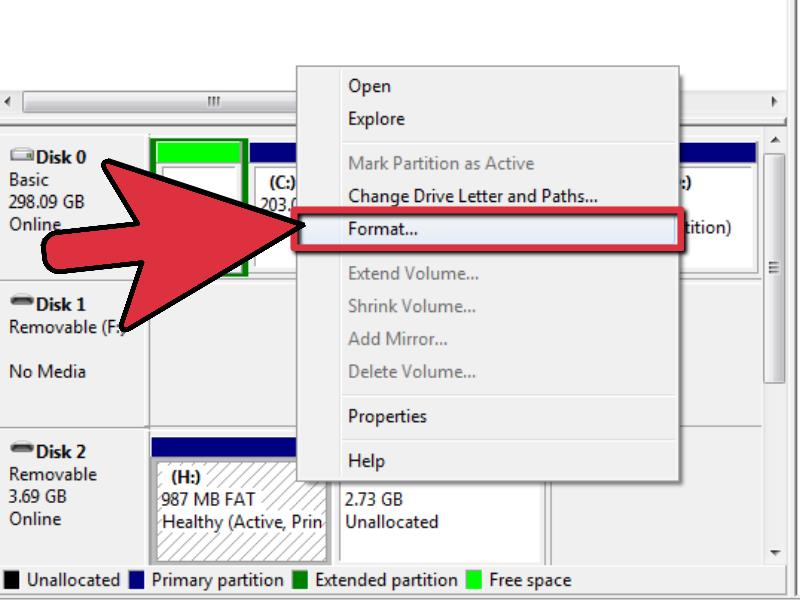 Open
Explore
Mark Partition as Active
Change Drive Letter and Paths...
Format...
Extend Volume...
Shrink Volume...
Add Mirror...
Delete Volume...
Properties
Help
Disk 0
Basic
298.09 GB
Online
(C:)
203.0
:)
tition)
Disk 1
Removable (F:)
No Media
Disk 2
Removable
3.69 GB
Online
(H:)
987 MB FAT
Healthy (Active, Prin
2.73 GB
Unallocated
Unallocated Primary partition Extended partition Free space